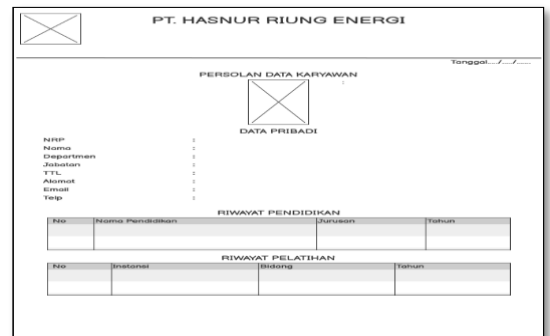 PT. HASNUR RIUNG ENERGI
Tanggal..../..../......
PERSOLAN DATA KARYAWAN
:
DATA PRIBADI
NRP :
Nama :
Departmen :
Jabatan :
TTL :
Alamat :
Email :
Telp :
RIWAYAT PENDIDIKAN
No Nama Pendidikan Jurusan Tahun
RIWAYAT PELATIHAN
No Instansi Bidang Tahun